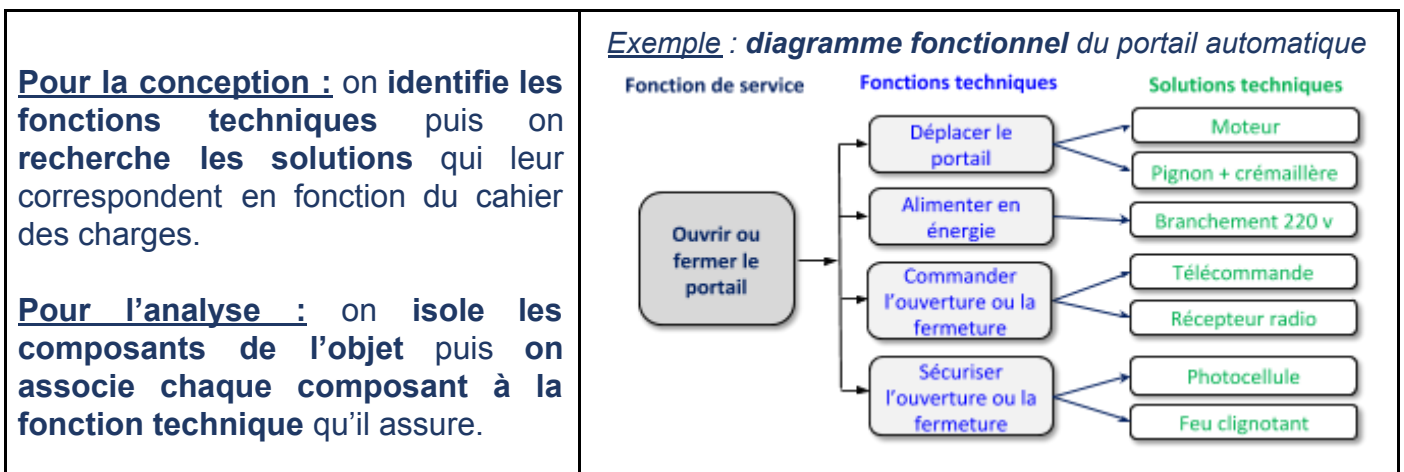 Pour la conception : on identifie les
fonctions techniques puis on
recherche les solutions qui leur
correspondent en fonction du cahier
des charges.
Pour l’analyse : on isole les
composants de l’objet puis on
associe chaque composant à la
fonction technique qu’il assure.
Exemple : diagramme fonctionnel du portail automatique
Fonction de service
Fonctions techniques
Solutions techniques
Ouvrir ou
fermer le
portail
Déplacer le
portail
Moteur
Pignon + crémaillère
Alimenter en
énergie
Branchement 220 v
Commander
l'ouverture ou la
fermeture
Télécommande
Récepteur radio
Sécuriser
l'ouverture ou la
fermeture
Photocellule
Feu clignotant